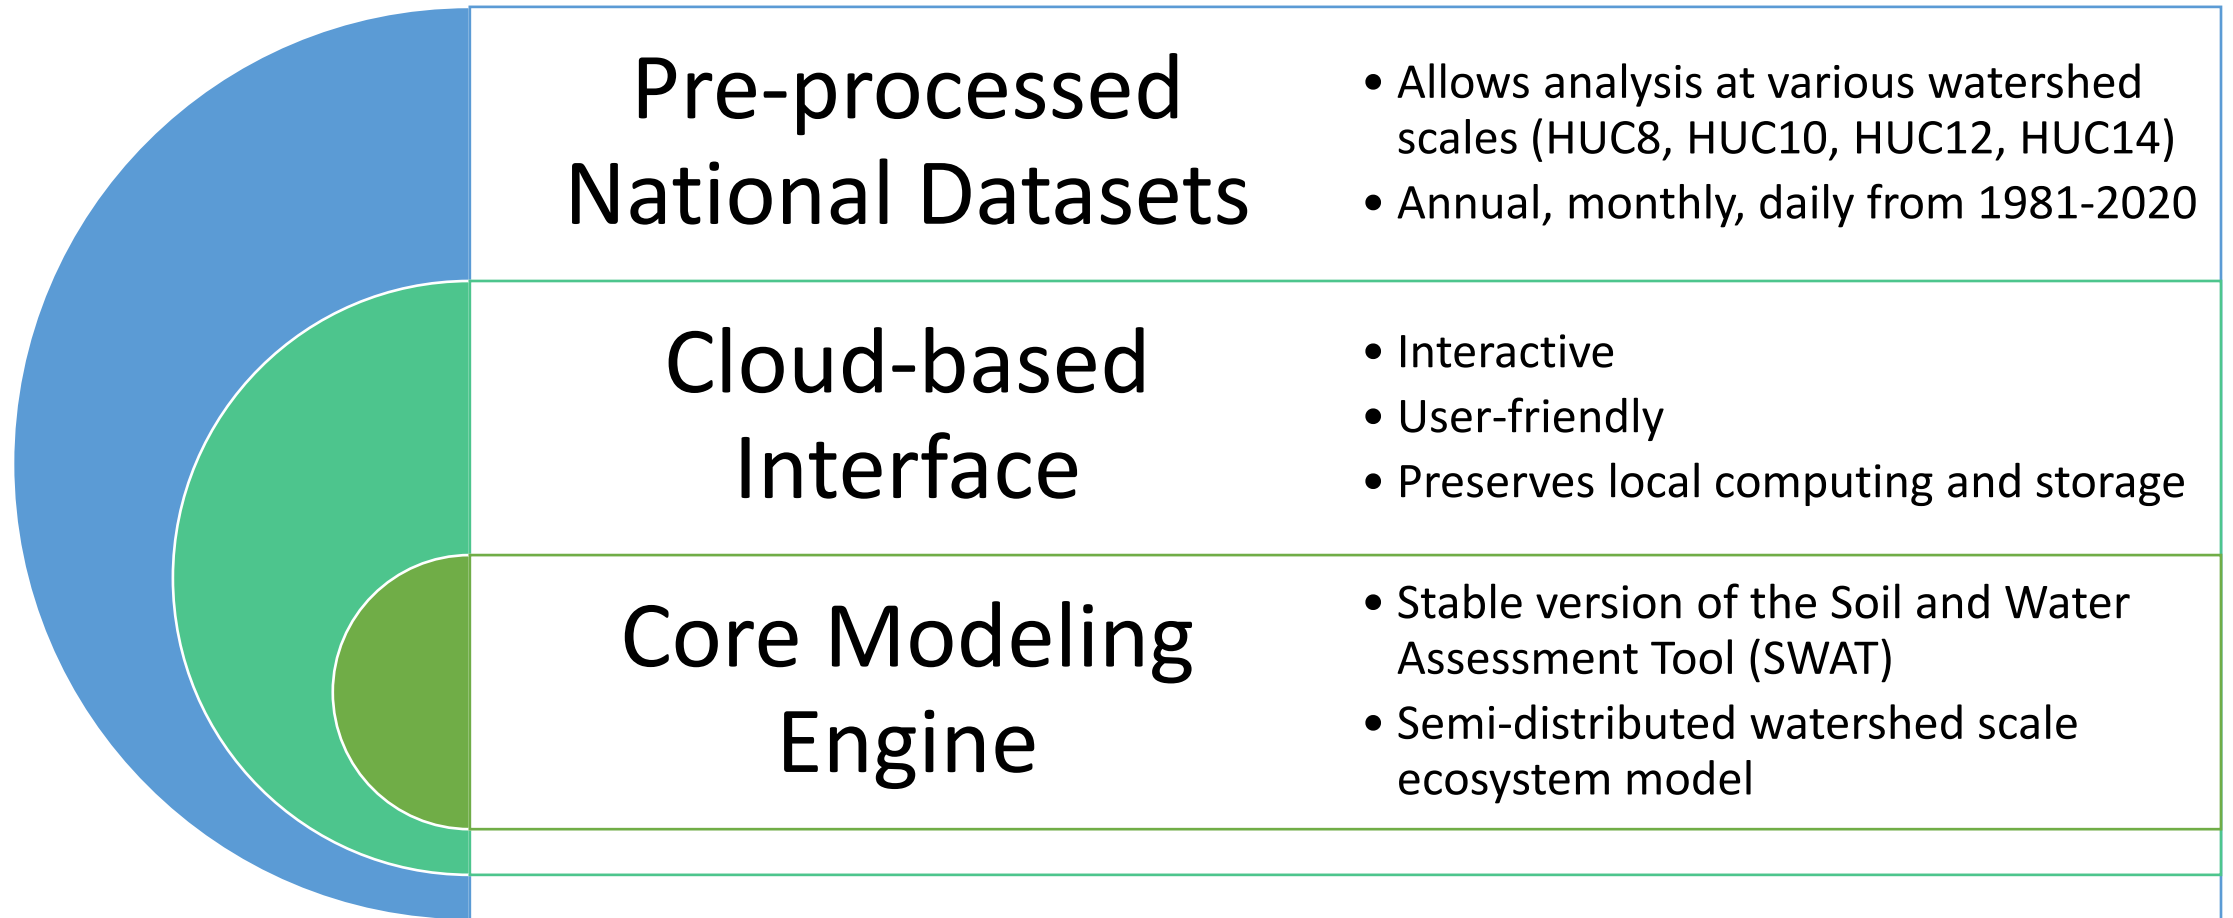 Pre-processed
National Datasets
• Allows analysis at various watershed
scales (HUC8, HUC10, HUC12, HUC14)
• Annual, monthly, daily from 1981-2020
Cloud-based
Interface
• Interactive
• User-friendly
• Preserves local computing and storage
Core Modeling
Engine
• Stable version of the Soil and Water
Assessment Tool (SWAT)
• Semi-distributed watershed scale
ecosystem model